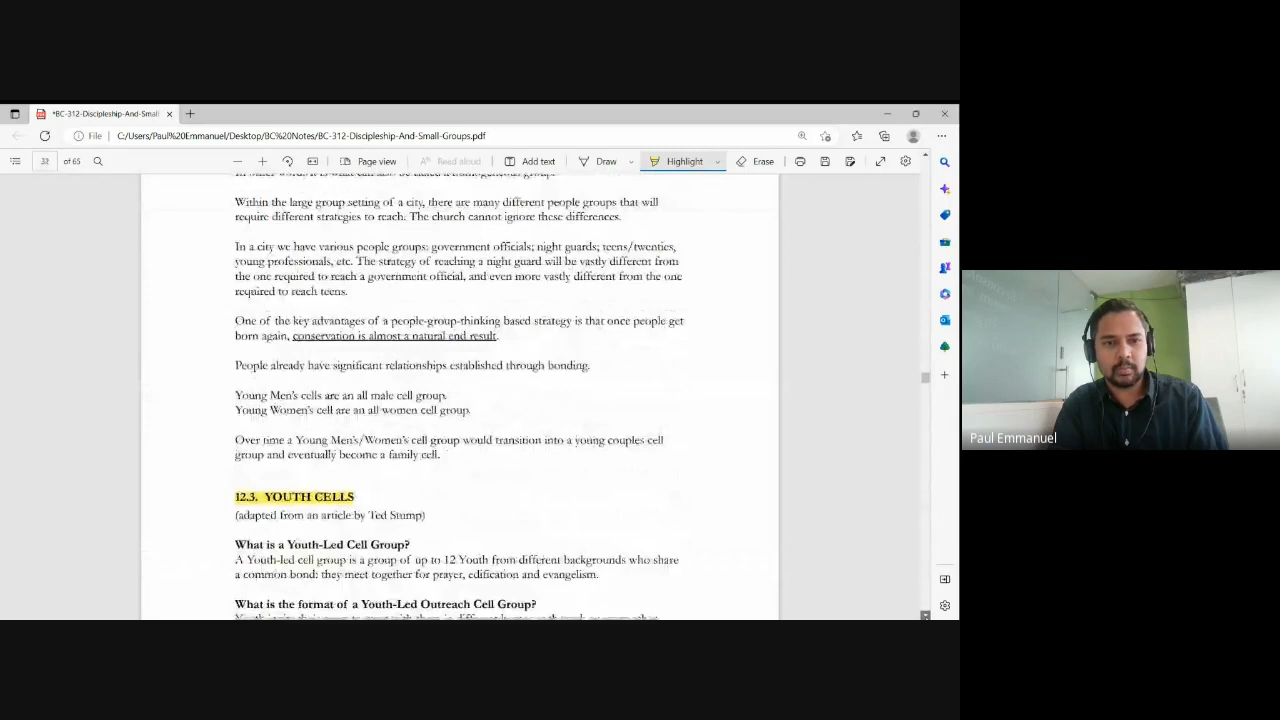 *BC-312-Discipleship-And-Small
File
C:/Users/Paul%20Emmanuel/Desktop/BC%20Notes/BC-312-Discipleship-And-Small-Groups.pdf
32 of 65
Page view
Read aloud
Add text
Draw
Highlight
Erase
Within the large group setting of a city, there are many different people groups that will
require different strategies to reach. The church cannot ignore these differences.
In a city we have various people groups: government officials; night guards; teens/twenties,
young professionals, etc. The strategy of reaching a night guard will be vastly different from
the one required to reach a government official, and even more vastly different from the one
required to reach teens.
One of the key advantages of a people-group-thinking based strategy is that once people get
born again, conservation is almost a natural end result.
People already have significant relationships established through bonding.
Young Men's cells are an all male cell group.
Young Women's cell are an all women cell group.
Over time a Young Men's/Women's cell group would transition into a young couples cell
group and eventually become a family cell.
12.3. YOUTH CELLS
(adapted from an article by Ted Stump)
What is a Youth-Led Cell Group?
A Youth-led cell group is a group of up to 12 Youth from different backgrounds who share
a common bond: they meet together for prayer, edification and evangelism.
What is the format of a Youth-Led Outreach Cell Group?
Paul Emmanuel